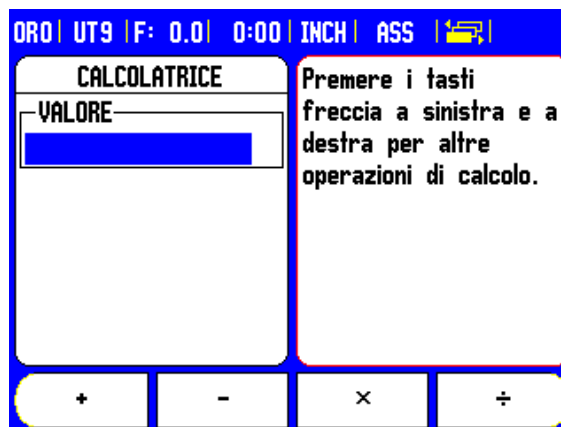 ORO| UT9 |F: 0.0| 0:00| INCH| ASS
CALCOLATRICE
VALORE
Premere i tasti
freccia a sinistra e a
destra per altre
operazioni di calcolo.
+ - × ÷